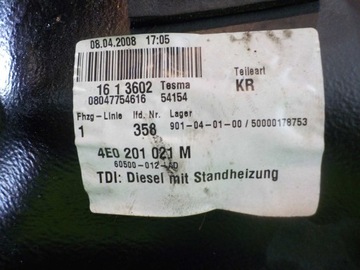 08.04.2008 17:05
16 1 3602 Tesma Teileart
08047754616 54154 KR
Fhzg-Linie lfd. Nr. Lager
1 358 901-04-01-00 / 50000178753
4E0 201 021 M
60500-012-LAD
TDI: Diesel mit Standheizung